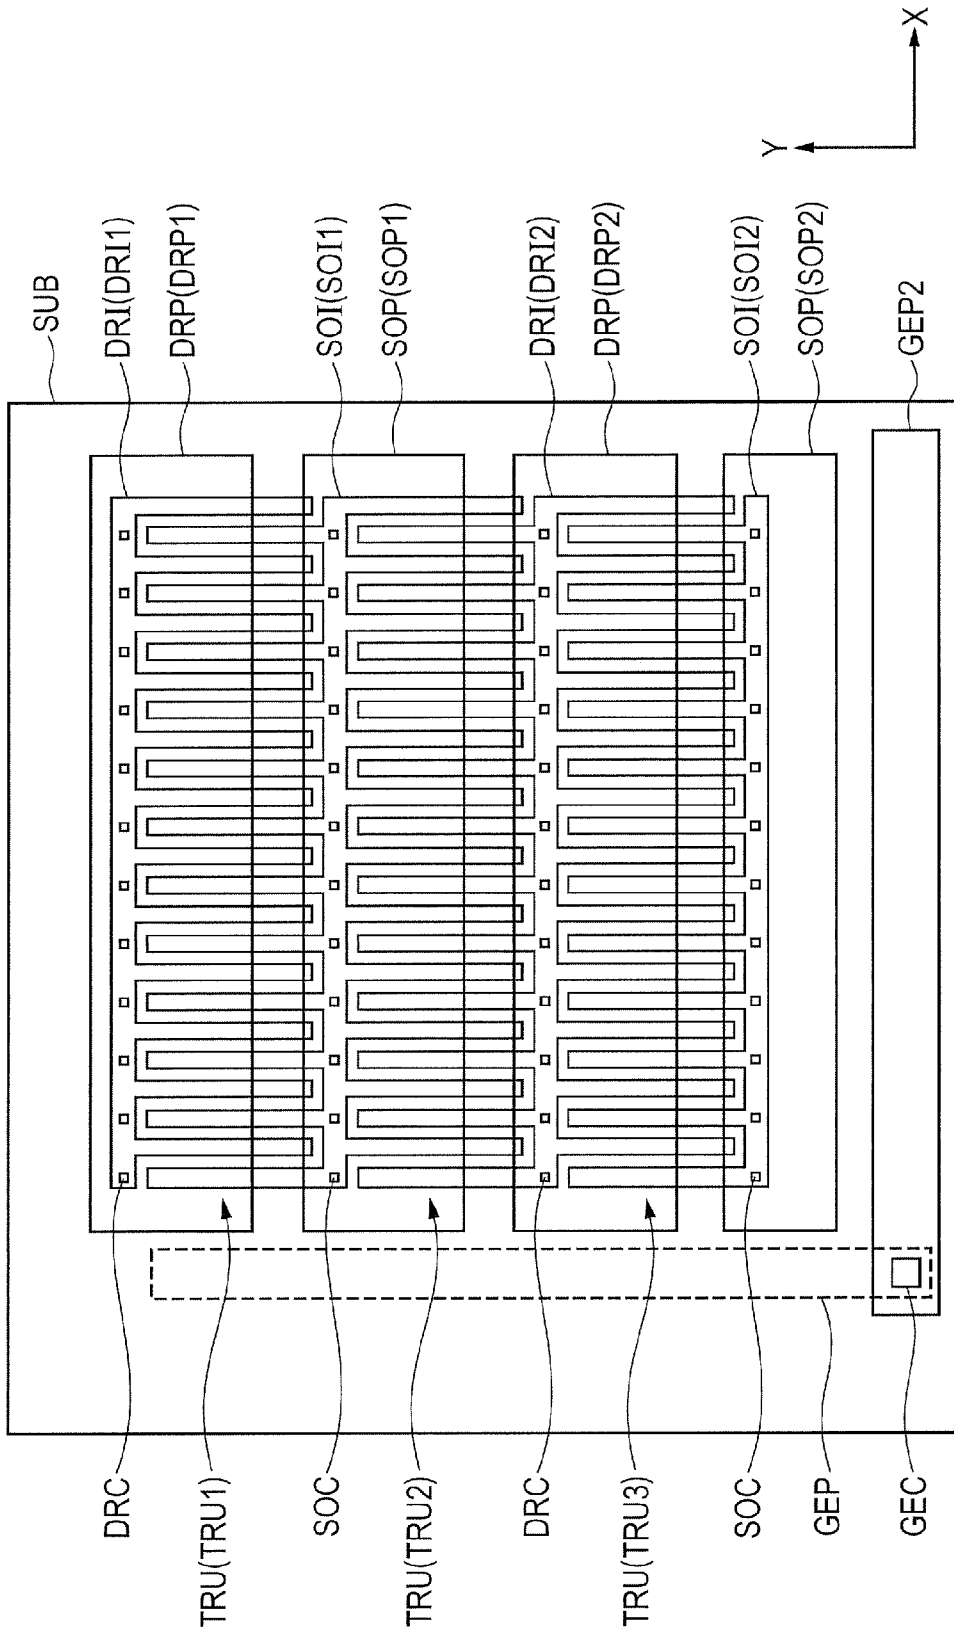 SUB
DRI(DRI1)
DRP(DRP1)
SOI(SOI1)
SOP(SOP1)
DRI(DRI2)
DRP(DRP2)
SOI(SOI2)
SOP(SOP2)
GEP2
Y
X
DRC
TRU(TRU1)
SOC
TRU(TRU2)
DRC
TRU(TRU3)
SOC
GEP
GEC